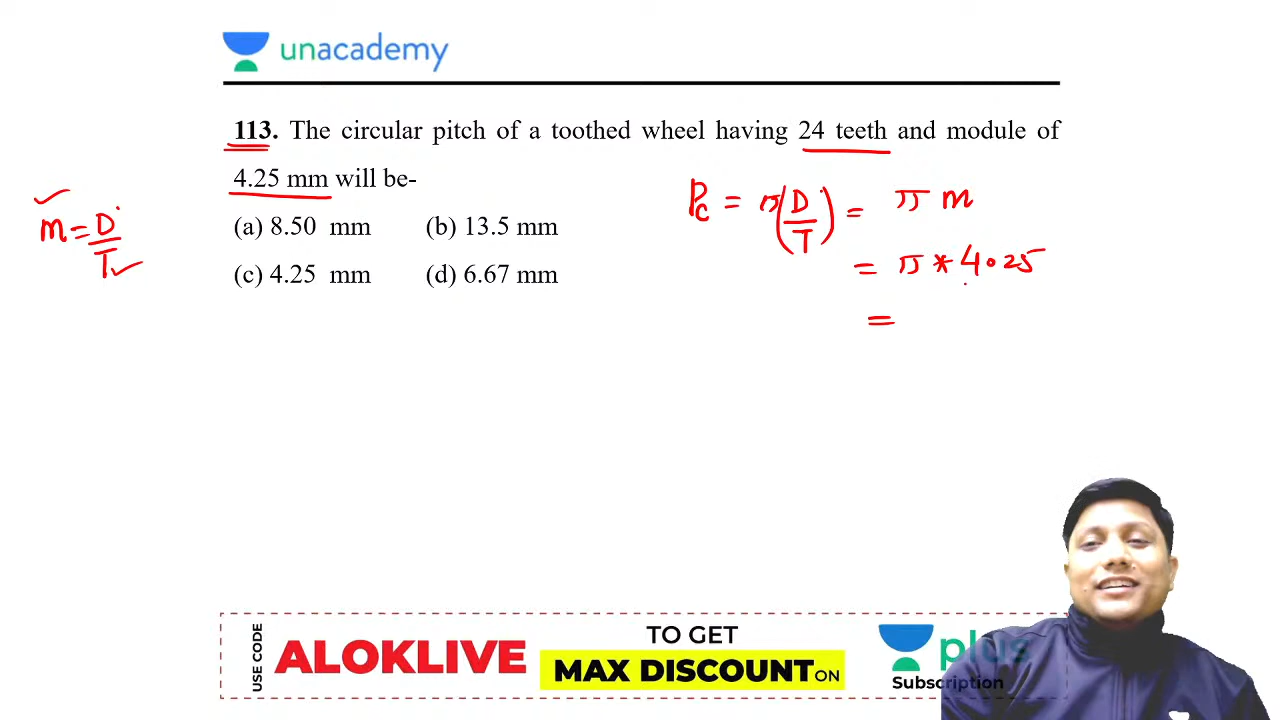 unacademy
113. The circular pitch of a toothed wheel having 24 teeth and module of
4.25 mm will be-
(a) 8.50 mm (b) 13.5 mm
(c) 4.25 mm (d) 6.67 mm
m = D/T
Pc = π(D/T) = π m
= π * 4.25
=
USE CODE
ALOKLIVE
TO GET
MAX DISCOUNT ON
plus
Subscription